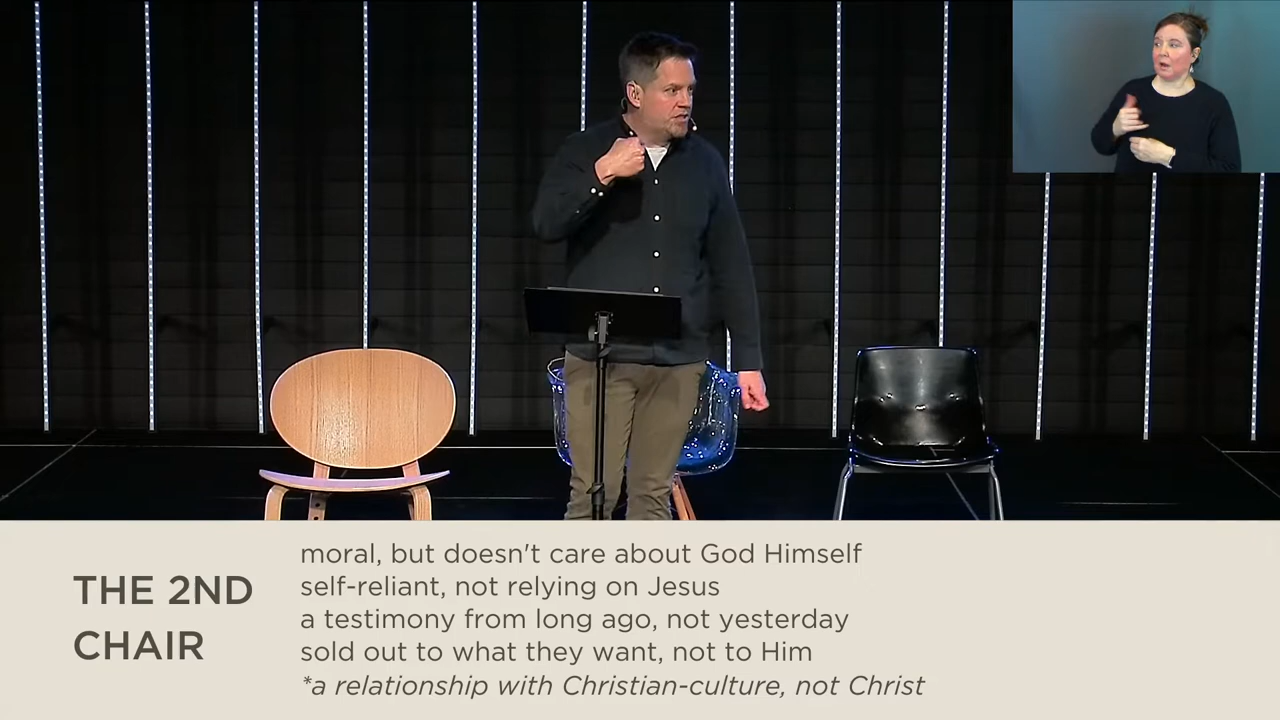 THE 2ND
CHAIR
moral, but doesn't care about God Himself
self-reliant, not relying on Jesus
a testimony from long ago, not yesterday
sold out to what they want, not to Him
*a relationship with Christian-culture, not Christ